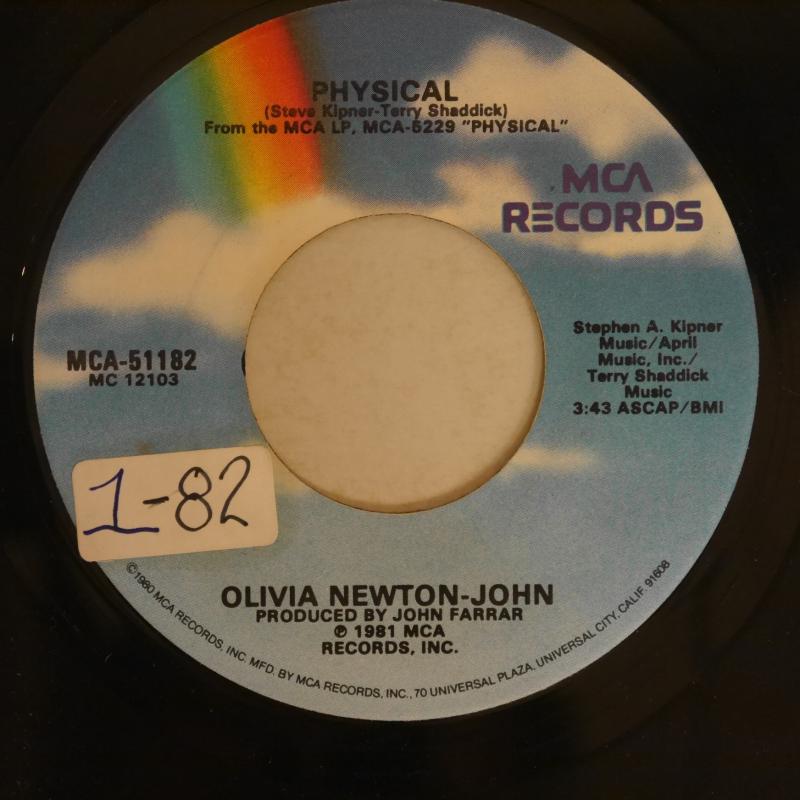 PHYSICAL
(Steve Kipner-Terry Shaddick)
From the MCA LP, MCA-5229 "PHYSICAL"
MCA
RECORDS
MCA-51182
MC 12103
Stephen A. Kipner
Music/April
Music, Inc./
Terry Shaddick
Music
3:43 ASCAP/BMI
1-82
OLIVIA NEWTON-JOHN
PRODUCED BY JOHN FARRAR
℗ 1981 MCA
RECORDS, INC.
©1980 MCA RECORDS, INC. MFD. BY MCA RECORDS, INC., 70 UNIVERSAL PLAZA, UNIVERSAL CITY, CALIF. 91608